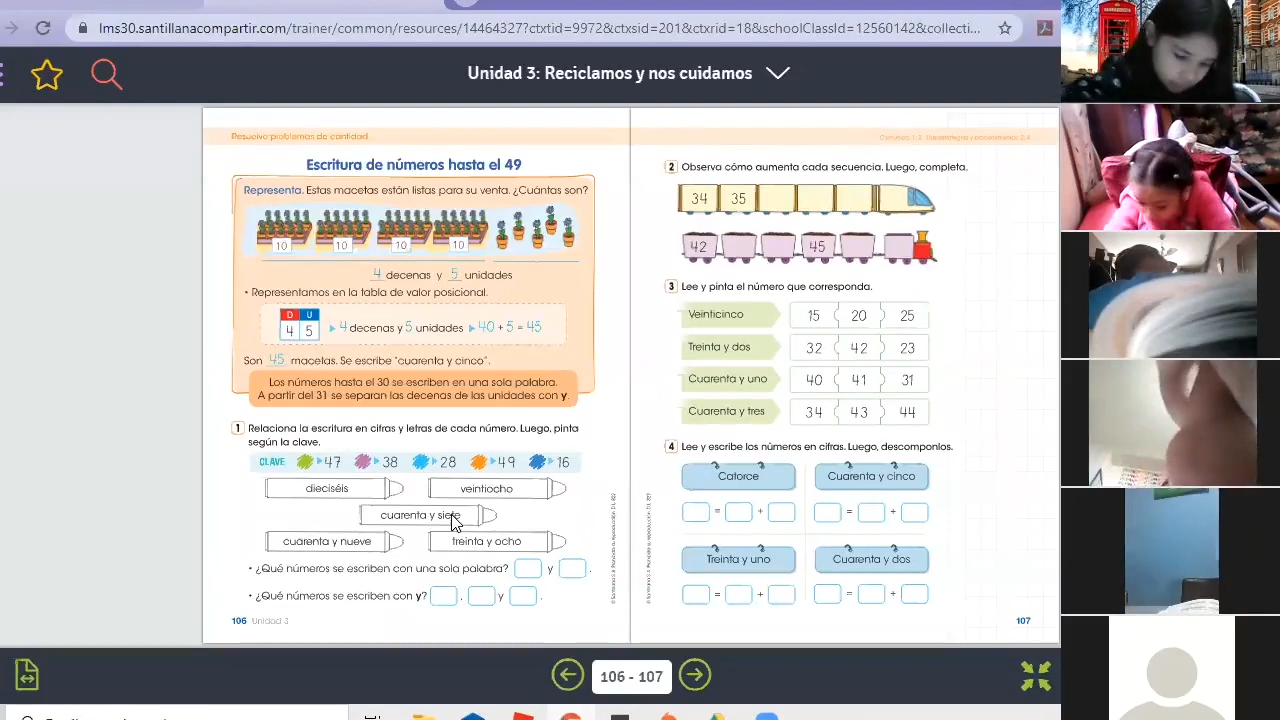 lms30.santillanacompartir.com/training/common/resources/14464327?cartid=9472&ctxsid=20&ctxrid=18&schoolClassId=25601428&collecti...
Unidad 3: Reciclamos y nos cuidamos
Resuelvo problemas de cantidad
Escritura de números hasta el 49
Representa. Estas macetas están listas para su venta. ¿Cuántas son?
10 10 10 10
4 decenas y 5 unidades
• Representamos en la tabla de valor posicional.
D U
4 5
4 decenas y 5 unidades 40 + 5 = 45
Son 45 macetas. Se escribe "cuarenta y cinco".
Los números hasta el 30 se escriben en una sola palabra.
A partir del 31 se separan las decenas de las unidades con y.
1 Relaciona la escritura en cifras y letras de cada número. Luego, pinta
según la clave.
CLAVE 47 38 28 49 16
dieciséis veintiocho
cuarenta y siete
cuarenta y nueve treinta y ocho
• ¿Qué números se escriben con una sola palabra? y .
• ¿Qué números se escriben con y? , y .
106 Unidad 3
2 Observa cómo aumenta cada secuencia. Luego, completa.
34 35
42 45
3 Lee y pinta el número que corresponda.
Veinticinco 15 20 25
Treinta y dos 32 42 23
Cuarenta y uno 40 41 31
Cuarenta y tres 34 43 44
4 Lee y escribe los números en cifras. Luego, descomponlos.
Catorce Cuarenta y cinco
= + = +
Treinta y uno Cuarenta y dos
= + = +
107
106 - 107